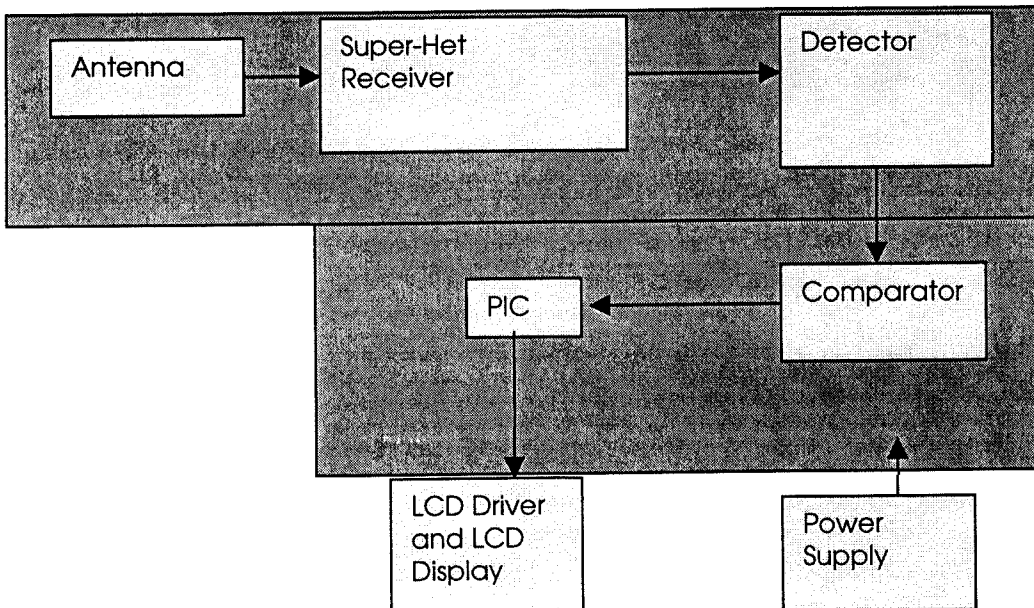 Antenna
Super-Het
Receiver
Detector
PIC
Comparator
LCD Driver
and LCD
Display
Power
Supply